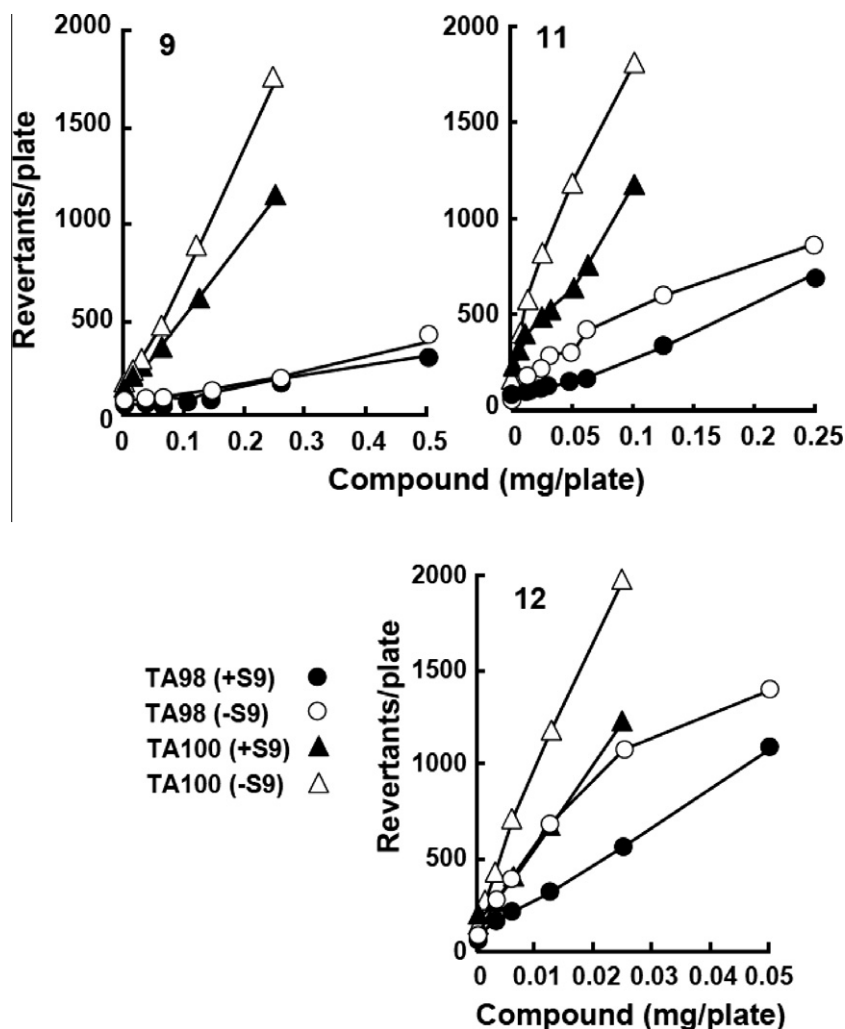 9
11
Revertants/plate
2000
1500
1000
500
0
0 0.1 0.2 0.3 0.4 0.5
2000
1500
1000
500
0
0 0.05 0.1 0.15 0.2 0.25
Compound (mg/plate)
12
TA98 (+S9)
TA98 (-S9)
TA100 (+S9)
TA100 (-S9)
Revertants/plate
2000
1500
1000
500
0
0 0.01 0.02 0.03 0.04 0.05
Compound (mg/plate)